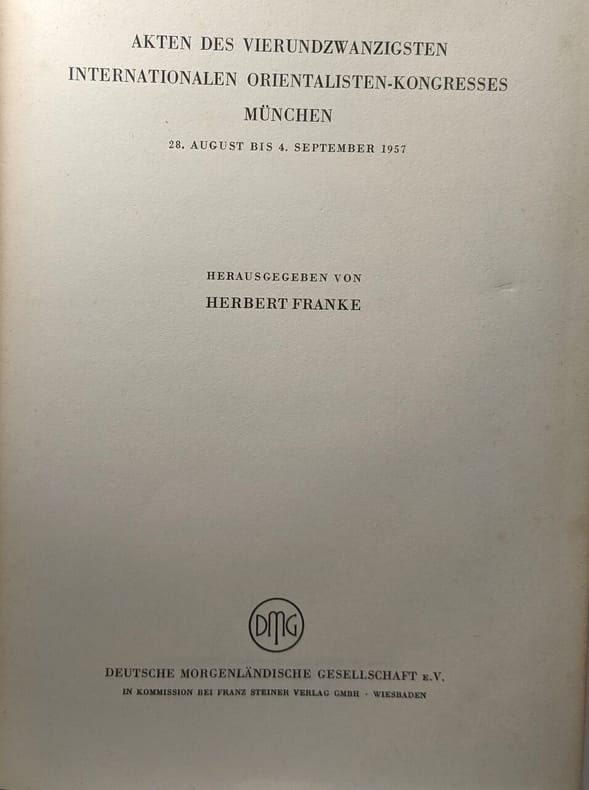 AKTEN DES VIERUNDZWANZIGSTEN
INTERNATIONALEN ORIENTALISTEN-KONGRESSES
MÜNCHEN
28. AUGUST BIS 4. SEPTEMBER 1957
HERAUSGEGEBEN VON
HERBERT FRANKE
DMG
DEUTSCHE MORGENLÄNDISCHE GESELLSCHAFT E.V.
IN KOMMISSION BEI FRANZ STEINER VERLAG GMBH · WIESBADEN